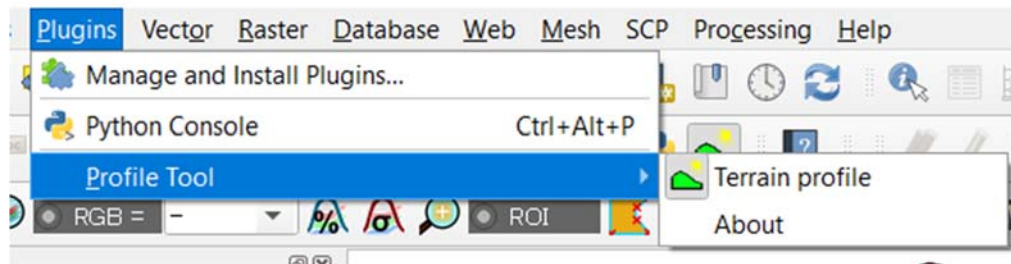 Plugins Vector Raster Database Web Mesh SCP Processing Help
Manage and Install Plugins...
Python Console Ctrl+Alt+P
Profile Tool
Terrain profile
RGB = - % σ ROI
About